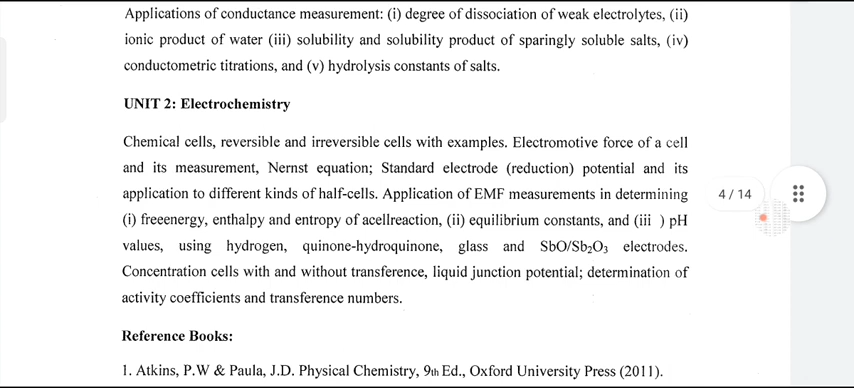 Applications of conductance measurement: (i) degree of dissociation of weak electrolytes, (ii)
ionic product of water (iii) solubility and solubility product of sparingly soluble salts, (iv)
conductometric titrations, and (v) hydrolysis constants of salts.
UNIT 2: Electrochemistry
Chemical cells, reversible and irreversible cells with examples. Electromotive force of a cell
and its measurement, Nernst equation; Standard electrode (reduction) potential and its
application to different kinds of half-cells. Application of EMF measurements in determining
4 / 14
(i) freeenergy, enthalpy and entropy of acellreaction, (ii) equilibrium constants, and (iii ) pH
values, using hydrogen, quinone-hydroquinone, glass and SbO/Sb₂O₃ electrodes.
Concentration cells with and without transference, liquid junction potential; determination of
activity coefficients and transference numbers.
Reference Books:
1. Atkins, P.W & Paula, J.D. Physical Chemistry, 9th Ed., Oxford University Press (2011).